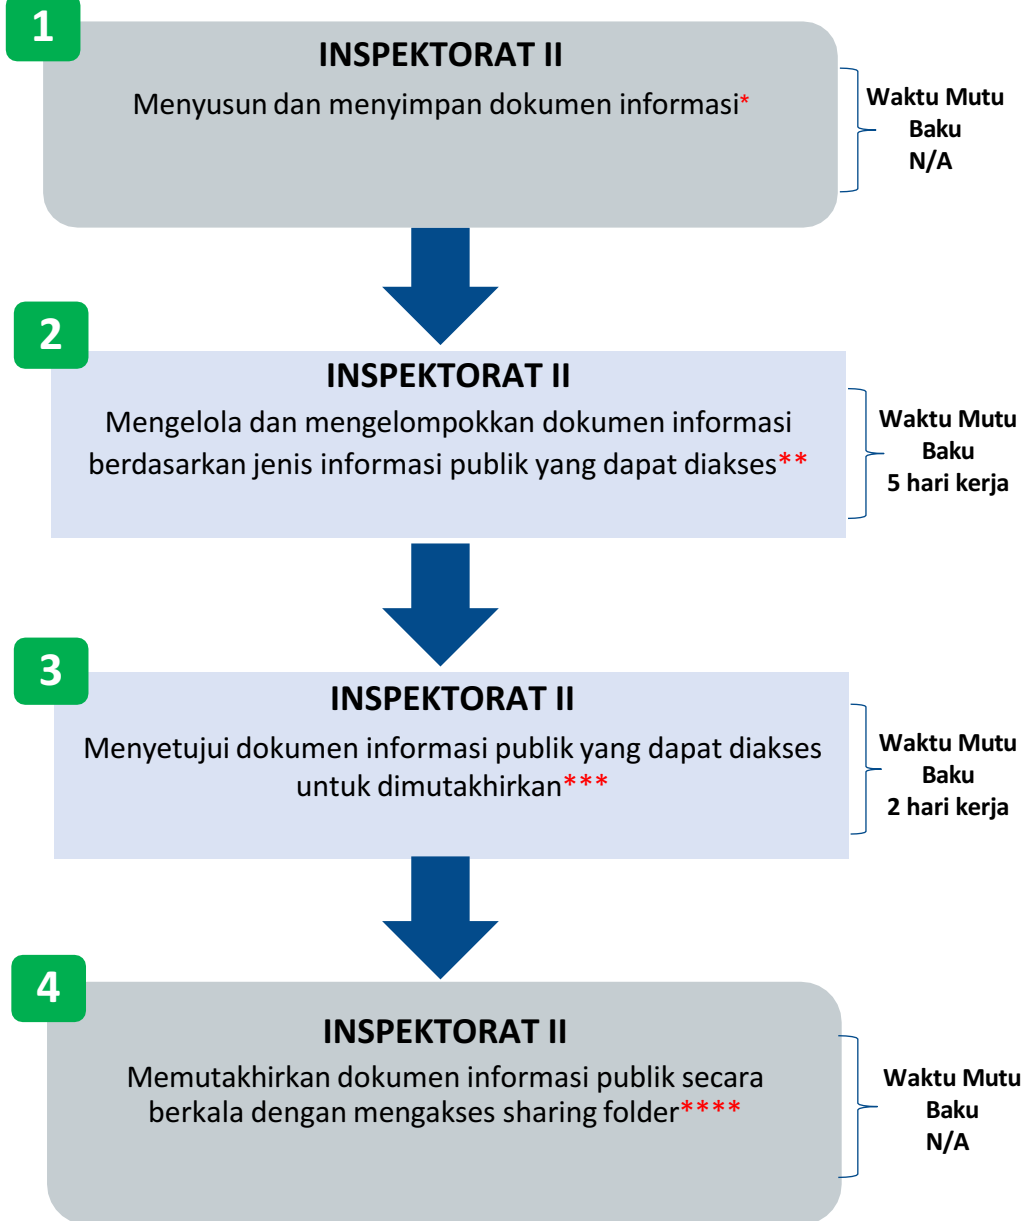 1
INSPEKTORAT II
Menyusun dan menyimpan dokumen informasi*
Waktu Mutu
Baku
N/A
2
INSPEKTORAT II
Mengelola dan mengelompokkan dokumen informasi
berdasarkan jenis informasi publik yang dapat diakses**
Waktu Mutu
Baku
5 hari kerja
3
INSPEKTORAT II
Menyetujui dokumen informasi publik yang dapat diakses
untuk dimutakhirkan***
Waktu Mutu
Baku
2 hari kerja
4
INSPEKTORAT II
Memutakhirkan dokumen informasi publik secara
berkala dengan mengakses sharing folder****
Waktu Mutu
Baku
N/A